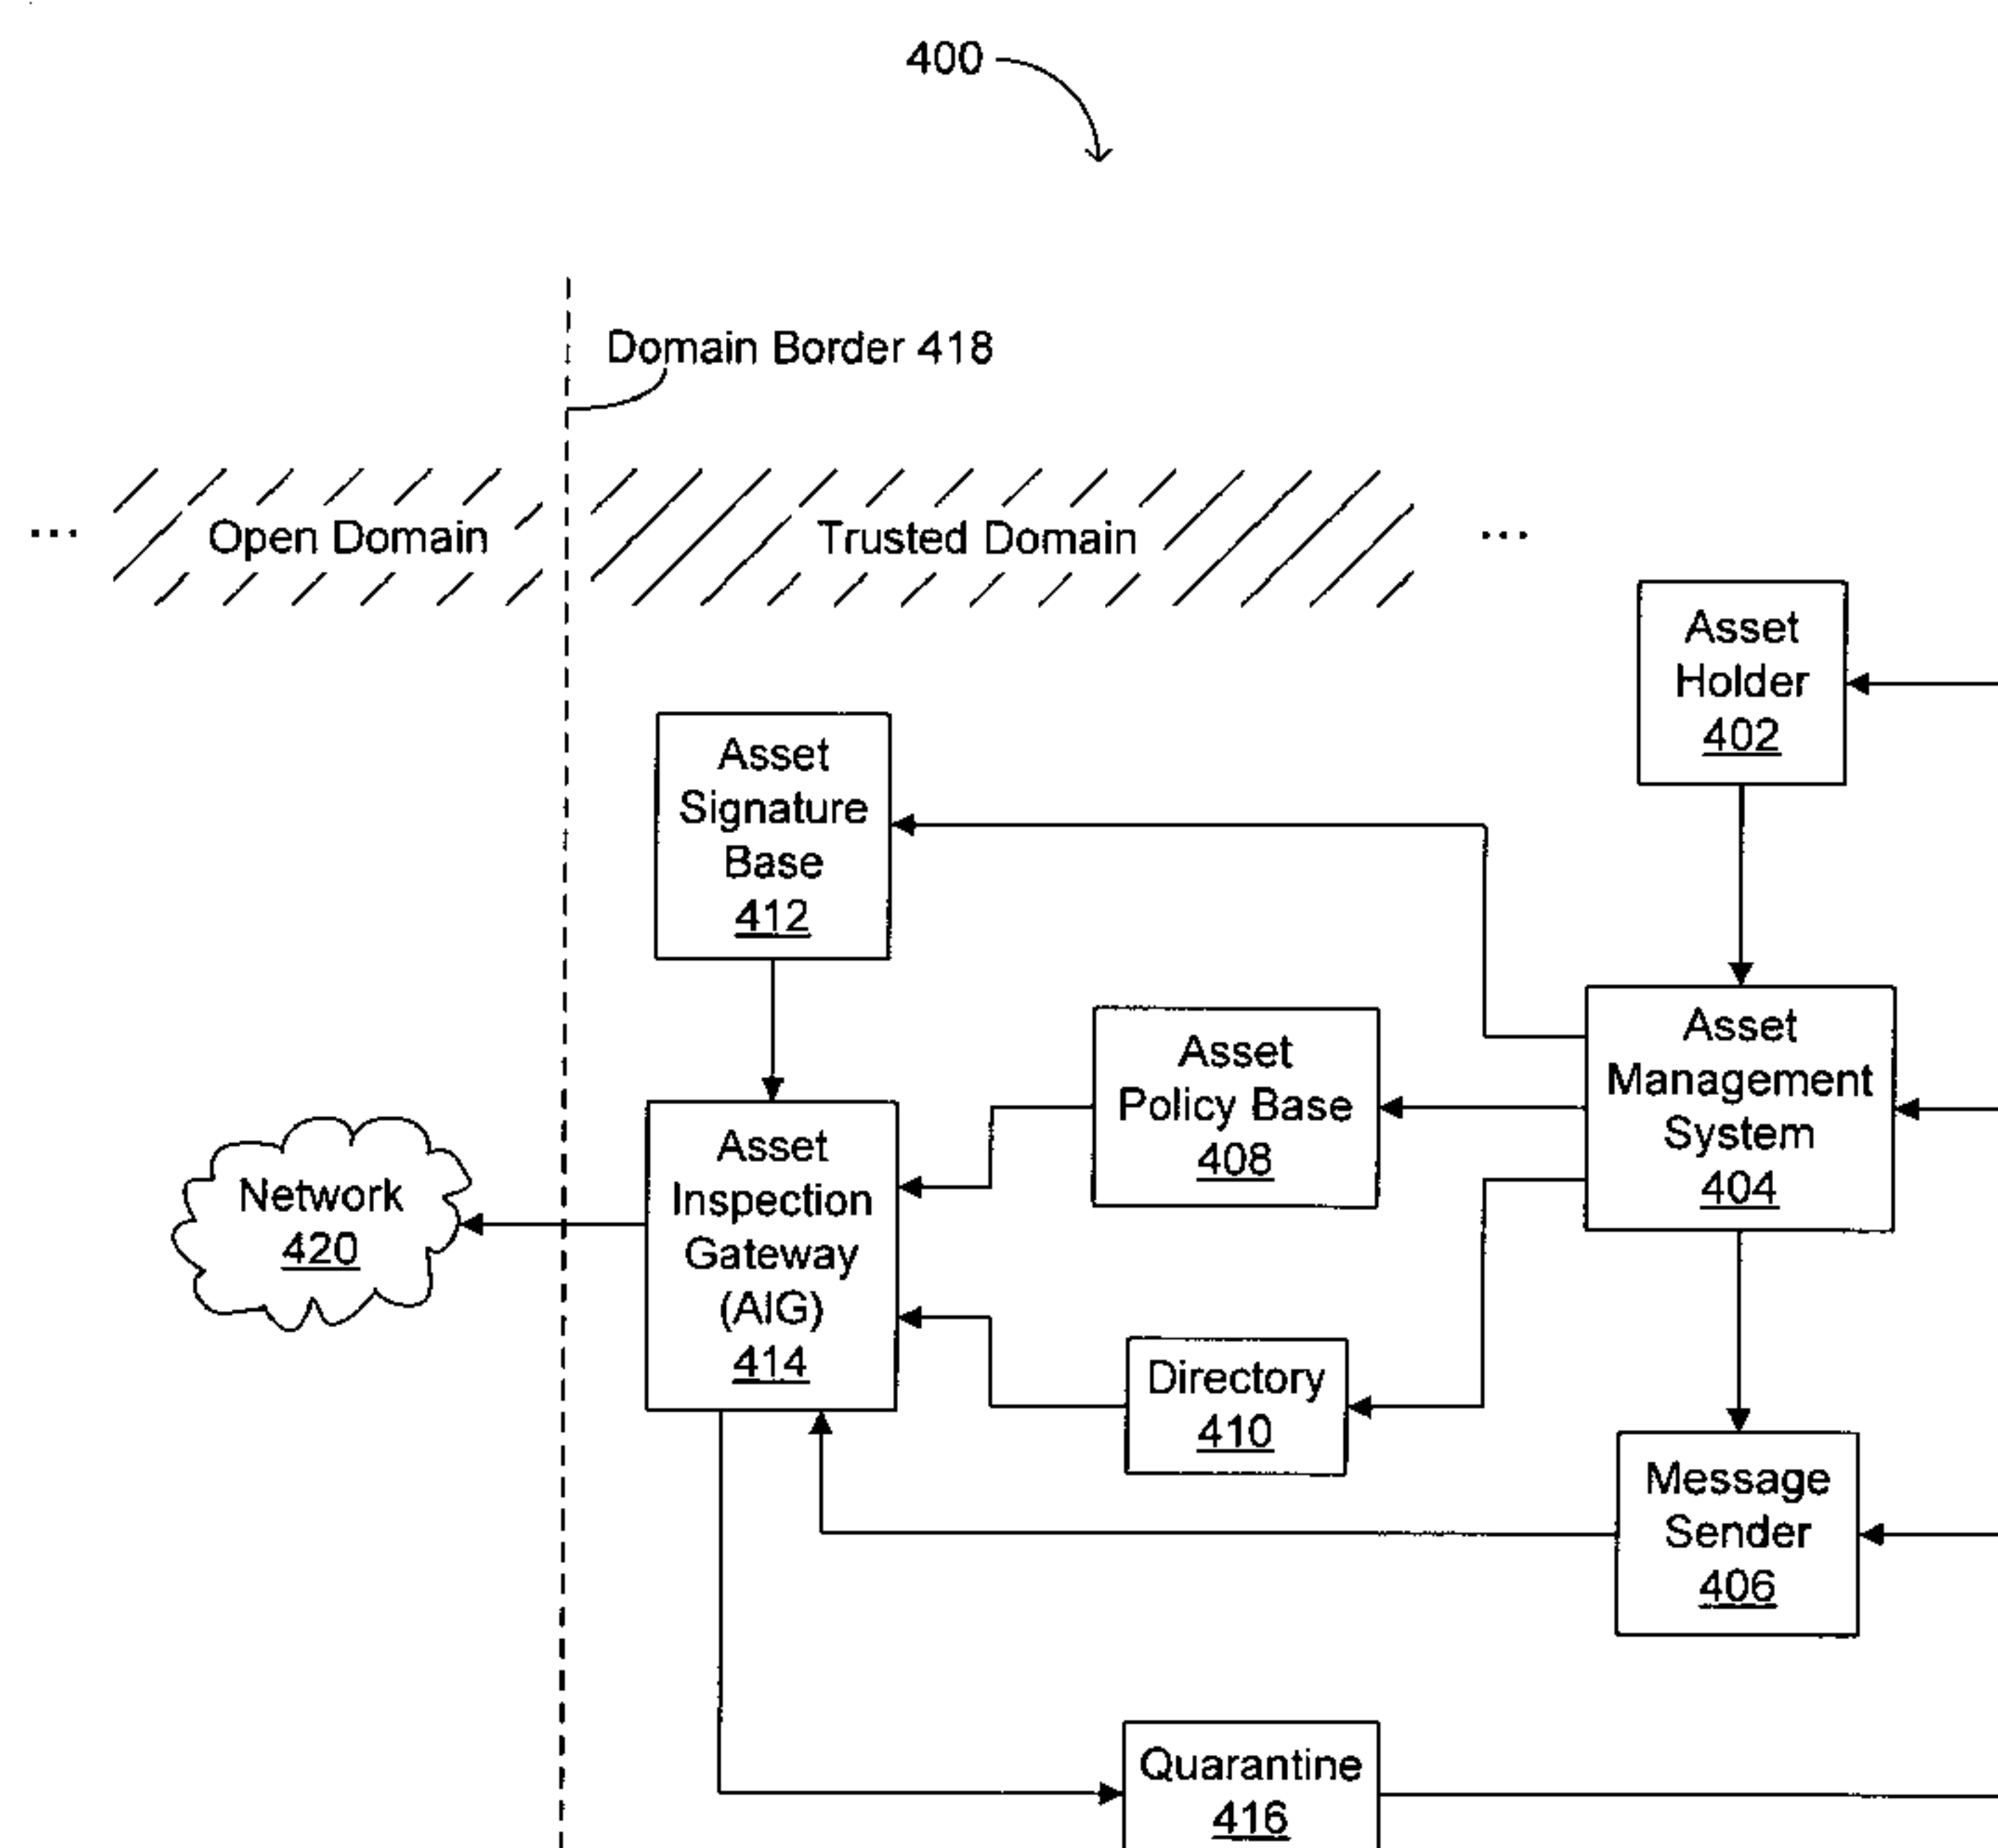 400
Domain Border 418
... Open Domain
Trusted Domain ...
Asset
Holder
402
Asset
Signature
Base
412
Asset
Policy Base
408
Asset
Management
System
404
Network
420
Asset
Inspection
Gateway
(AIG)
414
Directory
410
Message
Sender
406
Quarantine
416